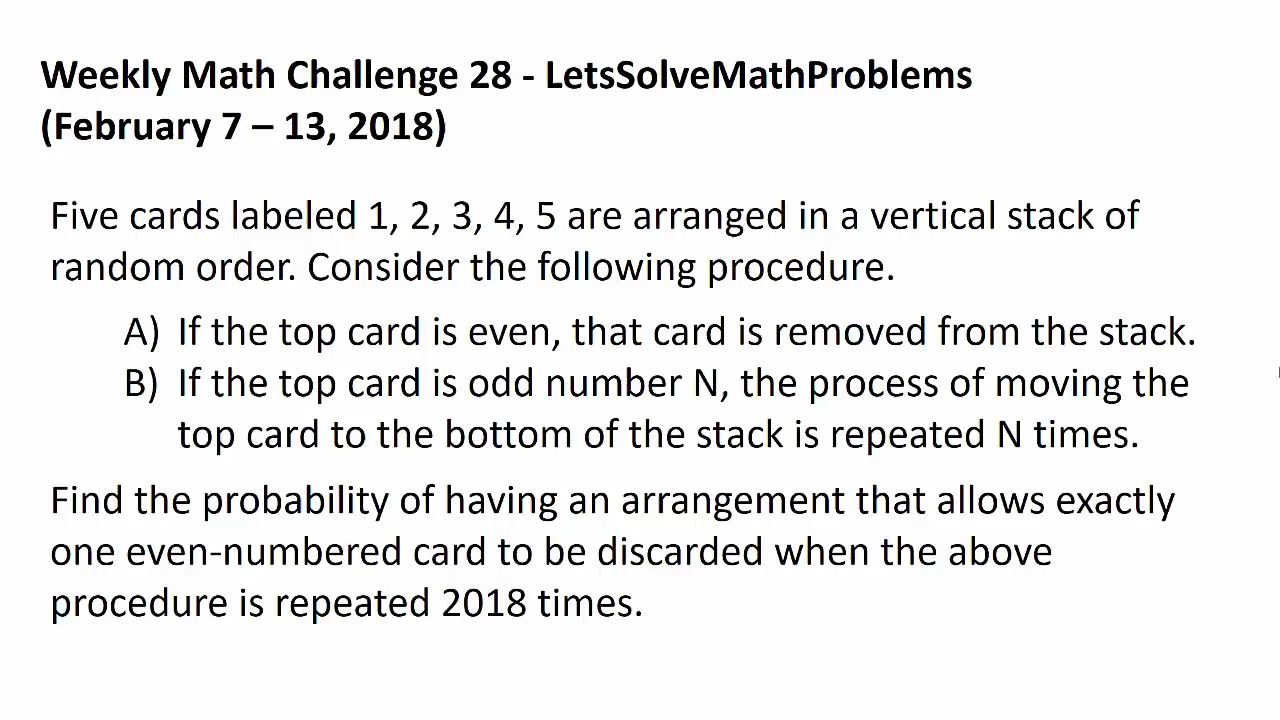 Weekly Math Challenge 28 - LetsSolveMathProblems
(February 7 – 13, 2018)
Five cards labeled 1, 2, 3, 4, 5 are arranged in a vertical stack of
random order. Consider the following procedure.
A) If the top card is even, that card is removed from the stack.
B) If the top card is odd number N, the process of moving the
top card to the bottom of the stack is repeated N times.
Find the probability of having an arrangement that allows exactly
one even-numbered card to be discarded when the above
procedure is repeated 2018 times.